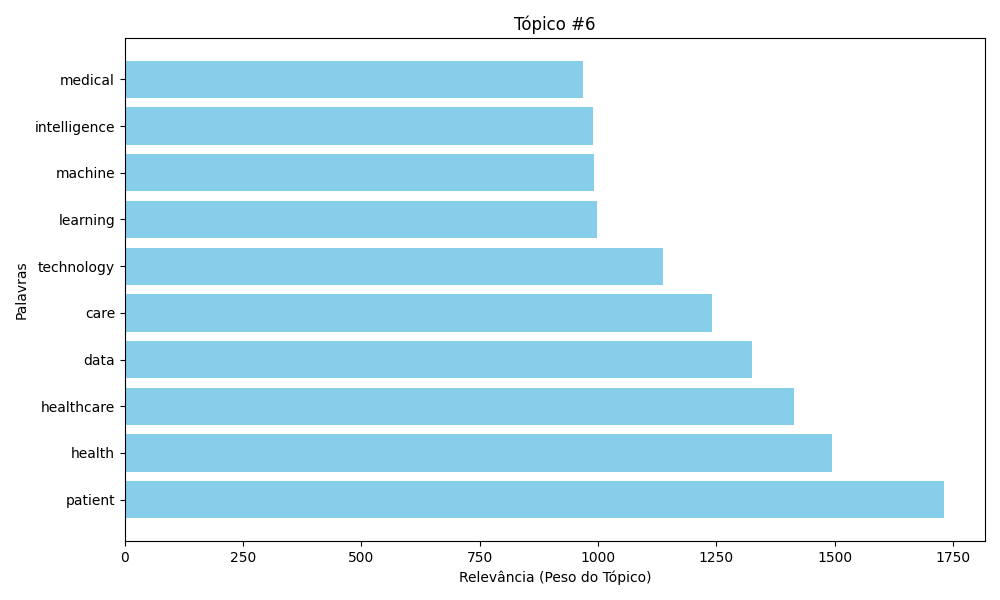 Tópico #6
medical
intelligence
machine
learning
technology
care
data
healthcare
health
patient
Palavras
0 250 500 750 1000 1250 1500 1750
Relevância (Peso do Tópico)